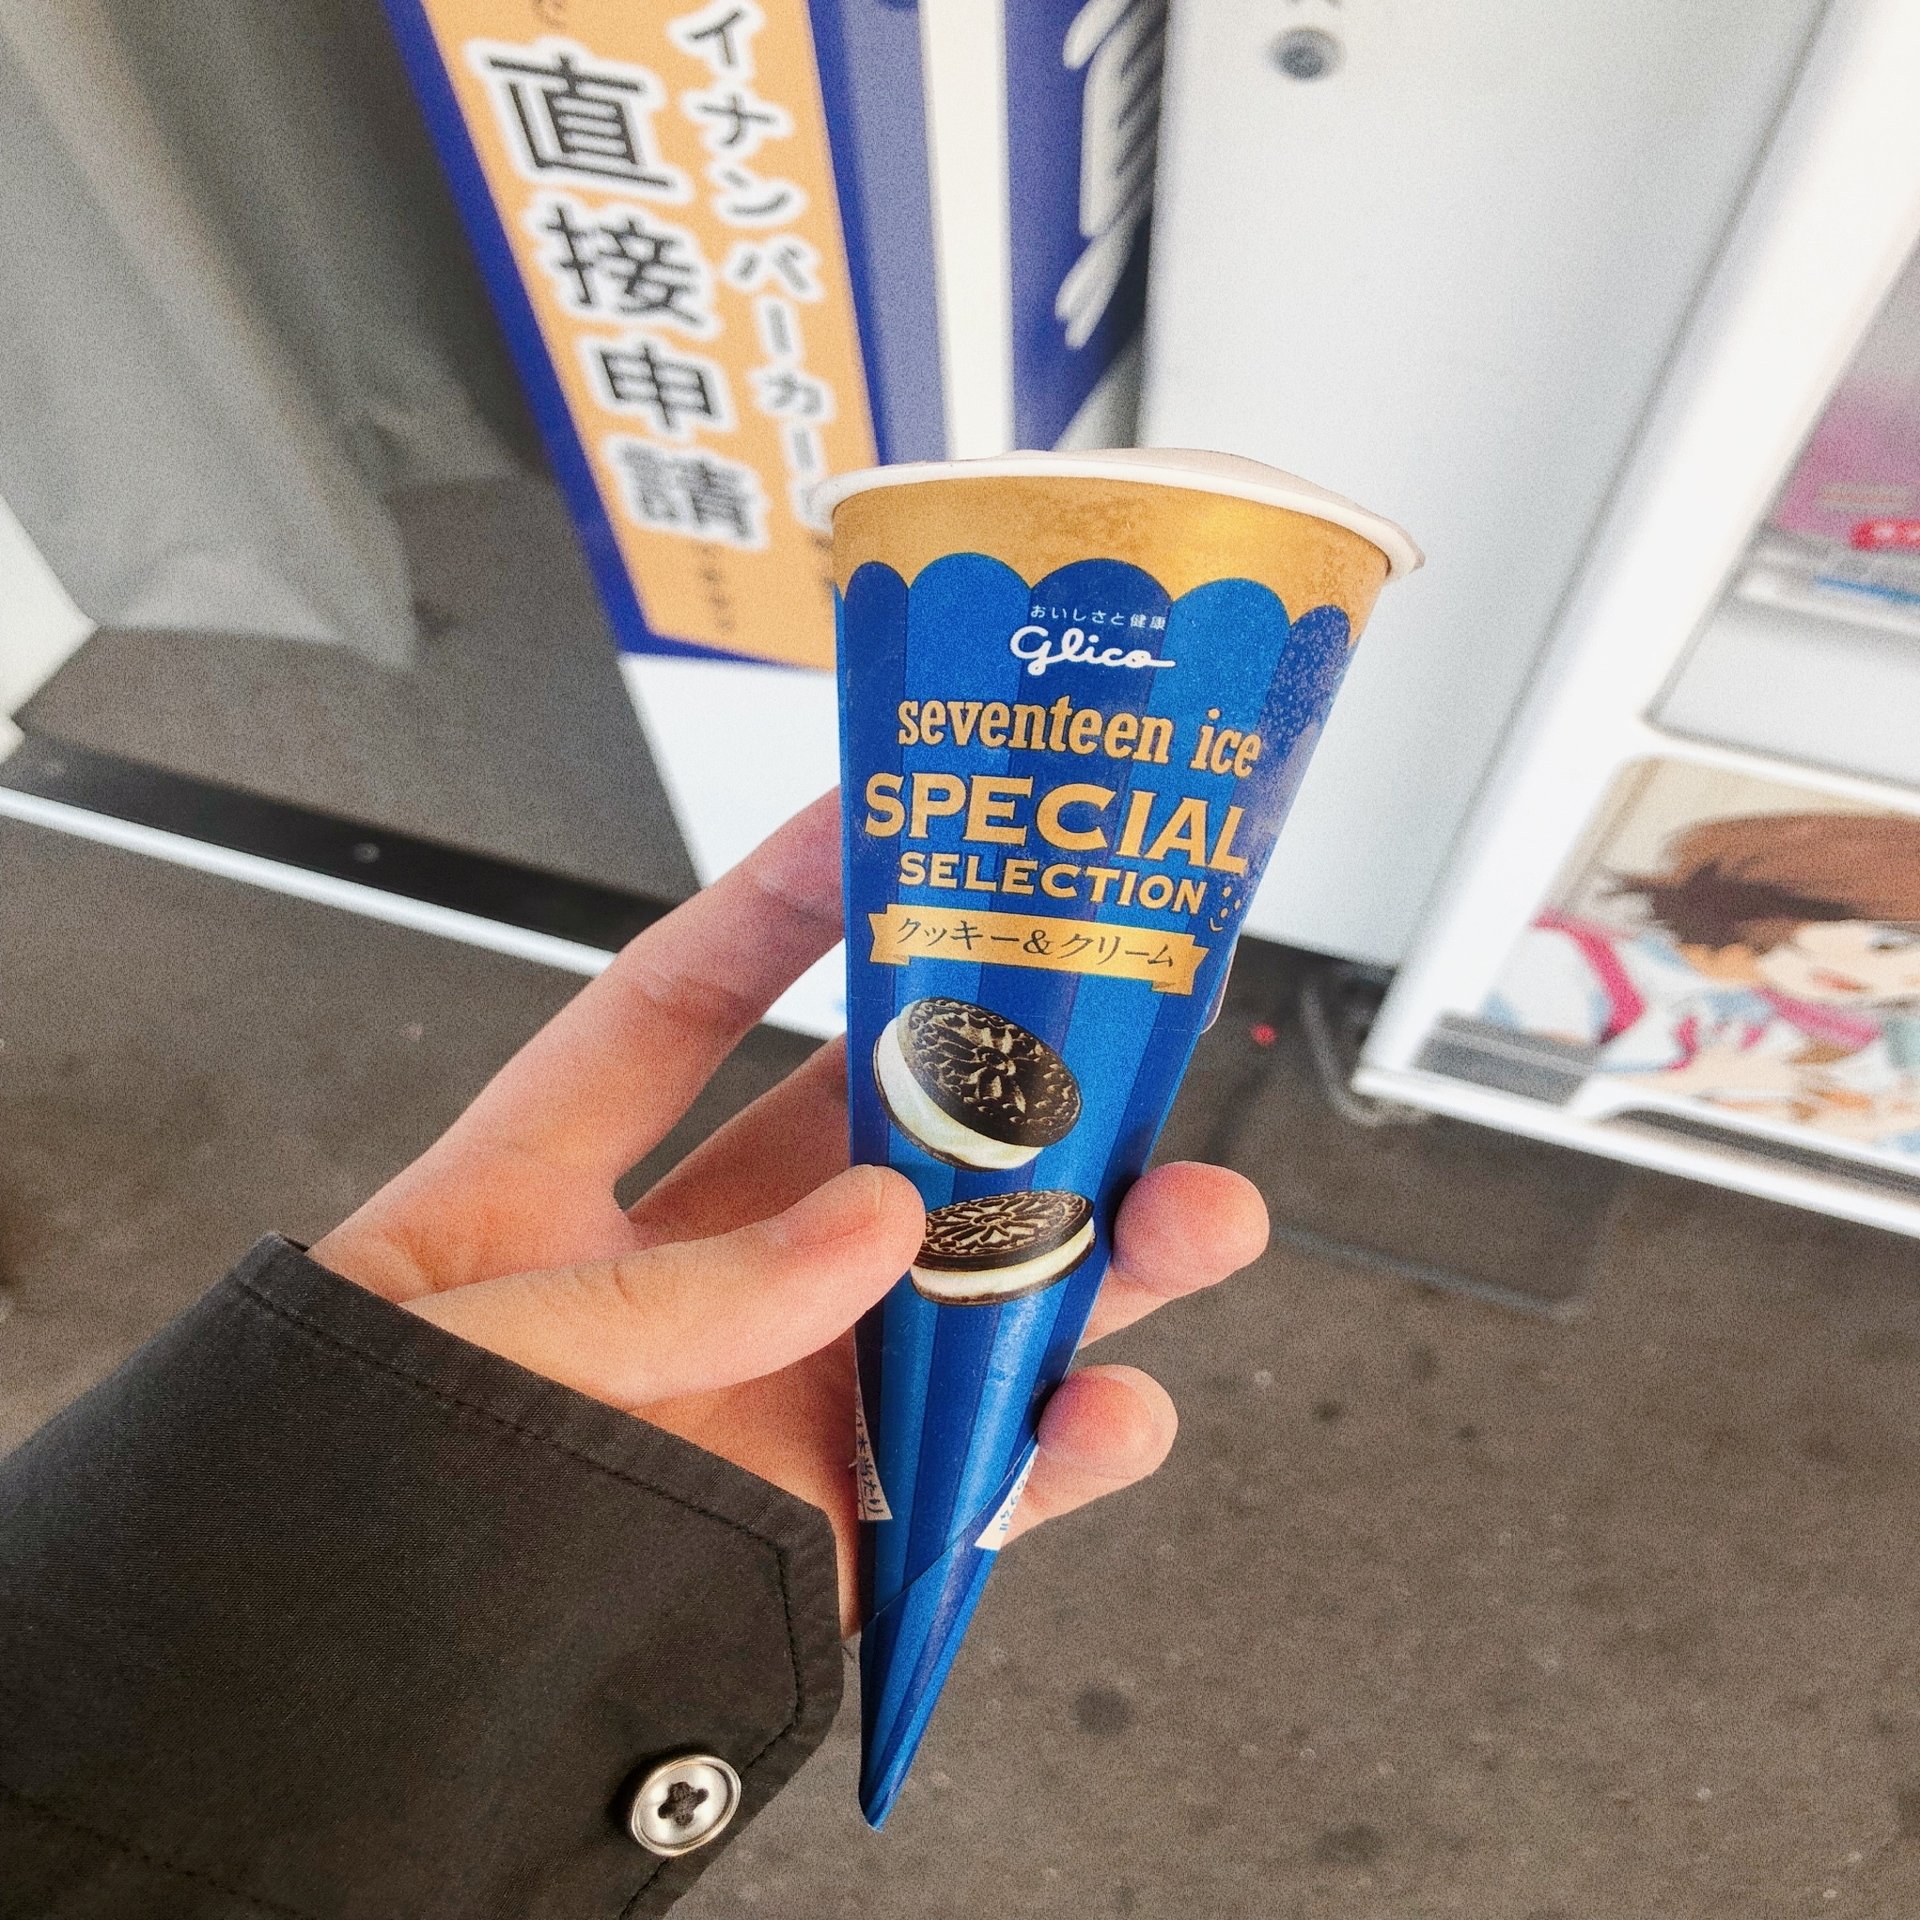 イナンバーカード
直接申請
おいしさと健康
Glico
seventeen ice
SPECIAL
SELECTION
クッキー&クリーム